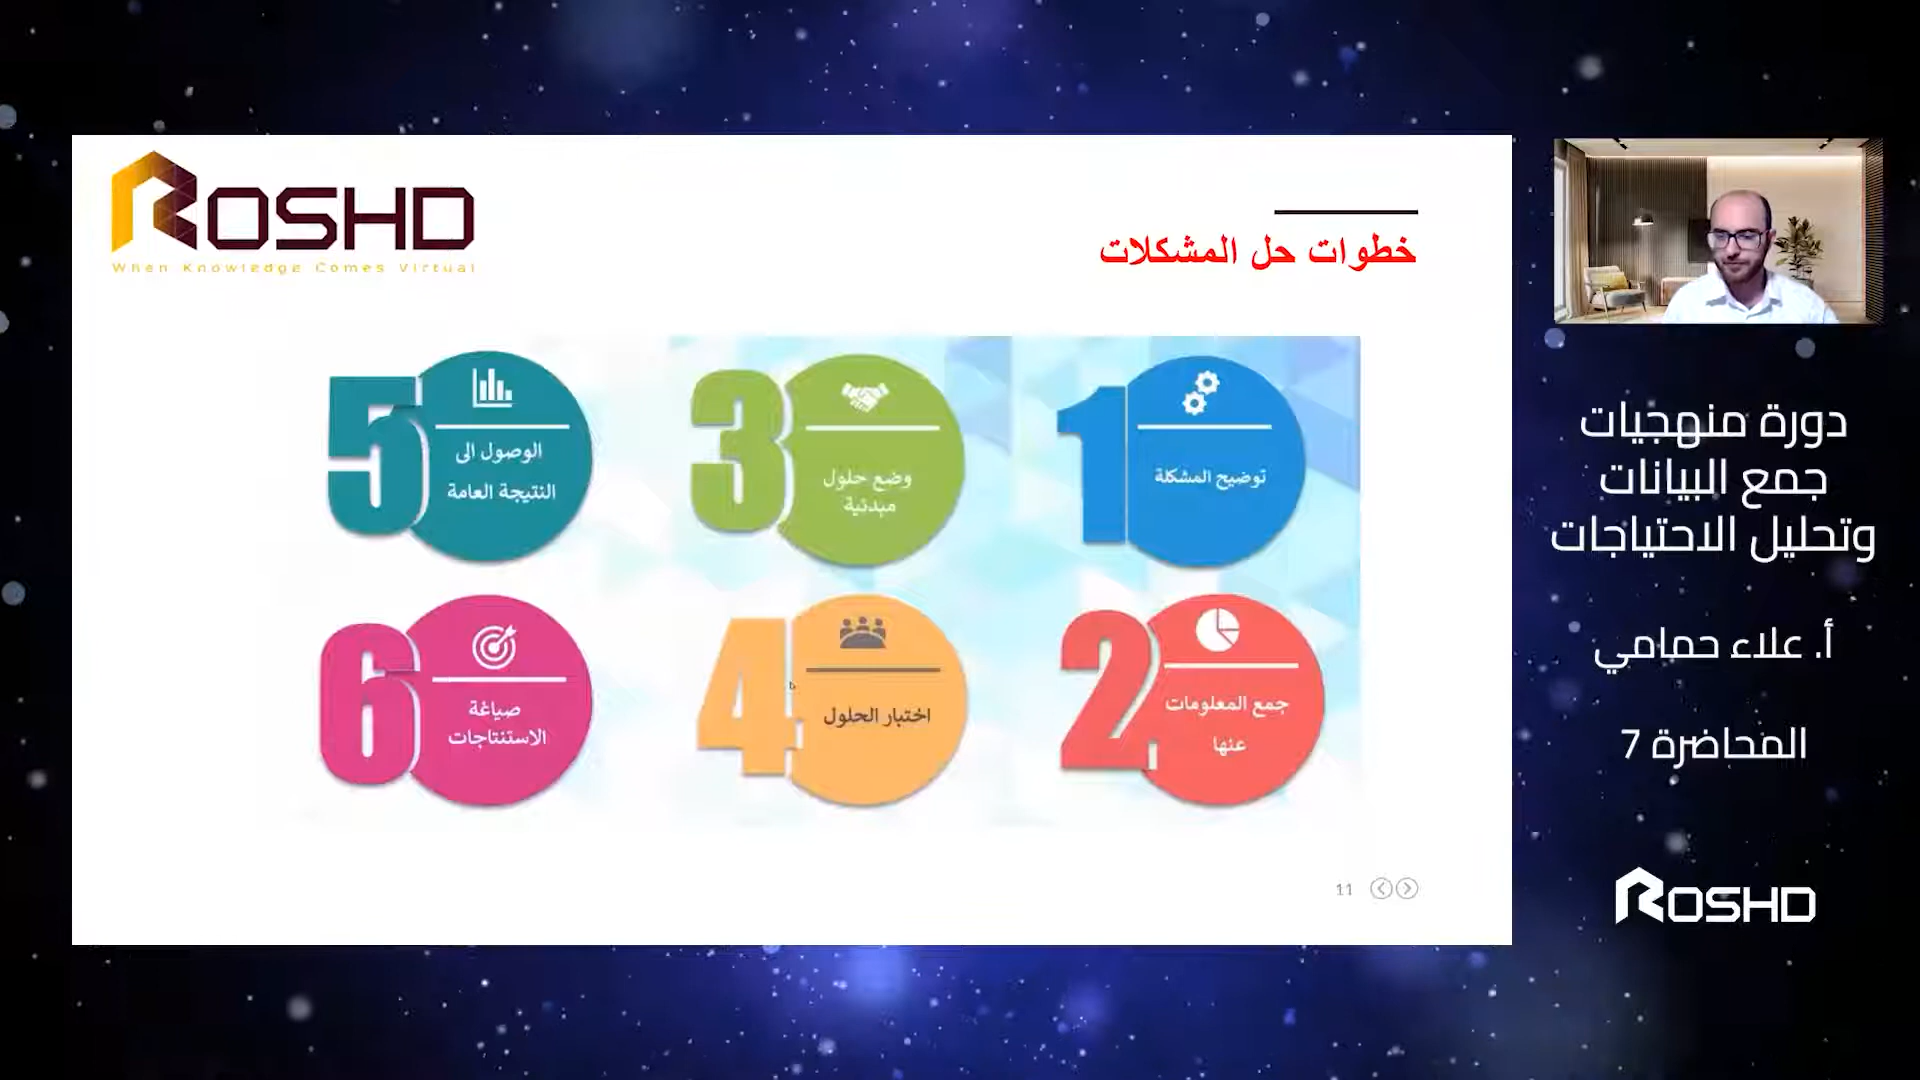 ROSHD
When Knowledge Comes Virtual
خطوات حل المشكلات
1
توضيح المشكلة
2
جمع المعلومات
عنها
3
وضع حلول
مبدئية
4
اختبار الحلول
5
الوصول الى
النتيجة العامة
6
صياغة
الاستنتاجات
11
دورة منهجيات
جمع البيانات
وتحليل الاحتياجات
أ. علاء حمامي
المحاضرة 7
ROSHD